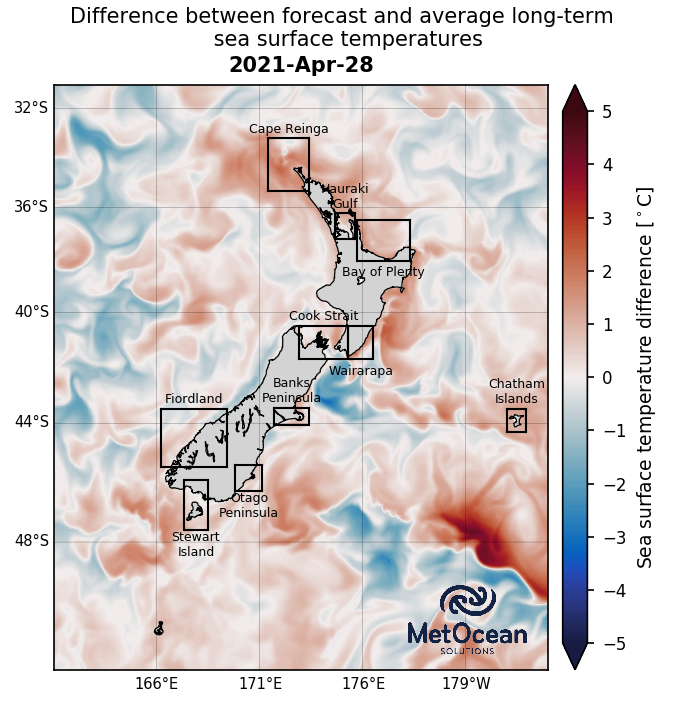 Difference between forecast and average long-term
sea surface temperatures
2021-Apr-28
32°S
36°S
40°S
44°S
48°S
166°E
171°E
176°E
179°W
Cape Reinga
Hauraki
Gulf
Bay of Plenty
Cook Strait
Wairarapa
Banks
Peninsula
Fiordland
Chatham
Islands
Otago
Peninsula
Stewart
Island
MetOcean
SOLUTIONS
5
4
3
2
1
0
−1
−2
−3
−4
−5
Sea surface temperature difference [°C]